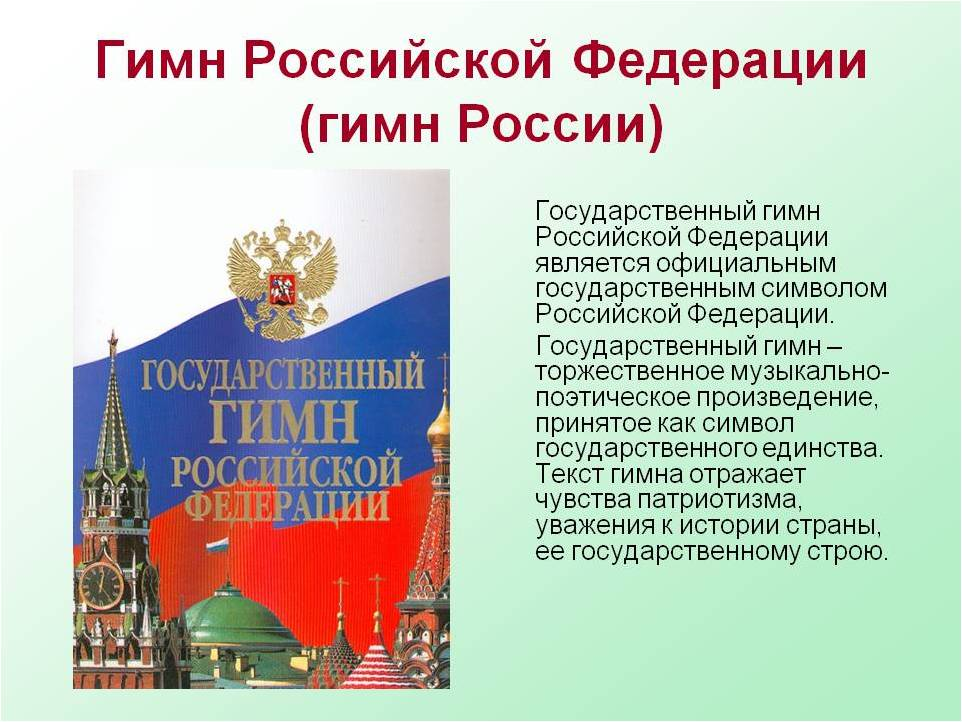 Гимн Российской Федерации
(гимн России)
ГОСУДАРСТВЕННЫЙ
ГИМН
РОССИЙСКОЙ
ФЕДЕРАЦИИ
Государственный гимн
Российской Федерации
является официальным
государственным символом
Российской Федерации.
Государственный гимн –
торжественное музыкально-
поэтическое произведение,
принятое как символ
государственного единства.
Текст гимна отражает
чувства патриотизма,
уважения к истории страны,
ее государственному строю.